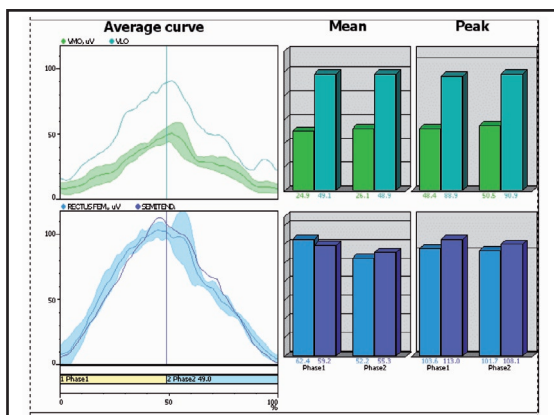 Average curve
Mean
Peak
VMO, uV VLO
100
50
0
24.9 49.1 26.1 48.9
48.4 88.9 50.5 90.9
RECTUS FEM., uV SEMITEND.
100
50
0
62.4 59.2 52.2 55.3
103.6 113.0 101.7 108.1
Phase1 Phase2
Phase1 Phase2
1 Phase1 2 Phase2 49.0
0 50 100
%